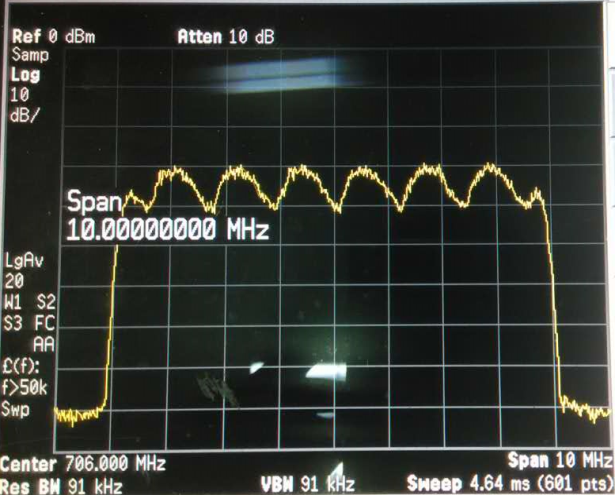 Ref 0 dBm Atten 10 dB
Samp
Log
10
dB/
Span
10.00000000 MHz
LgAv
20
W1 S2
S3 FC
AA
£(f):
f>50k
Swp
Center 706.000 MHz Span 10 MHz
Res BW 91 kHz VBW 91 kHz Sweep 4.64 ms (601 pts)